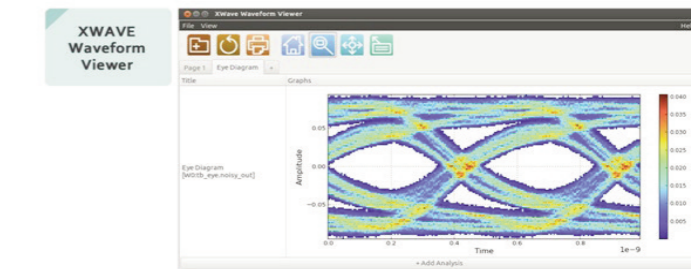 XWAVE
Waveform
Viewer
XWave Waveform Viewer
File View
Page 1 Eye Diagram +
Title Graphs
Eye Diagram
Amplitude
0.05
0.00
−0.05
0.0 0.2 0.4 0.6 0.8
Time
1e−9
0.040
0.035
0.030
0.025
0.020
0.015
0.010
0.005
+ Add Analysis